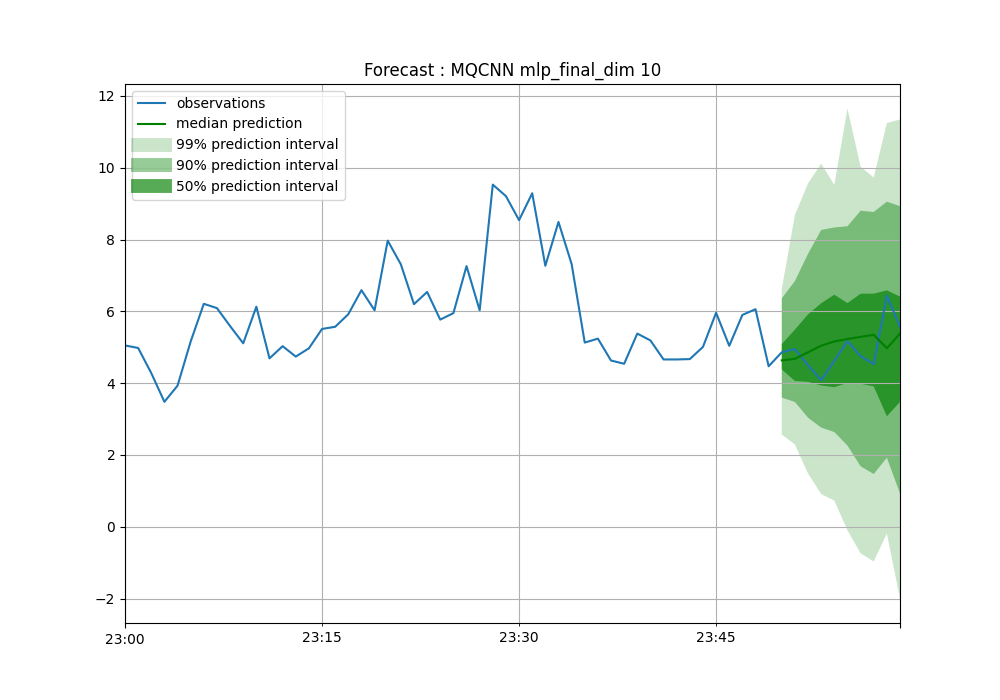 Forecast : MQCNN mlp_final_dim 10
observations
median prediction
99% prediction interval
90% prediction interval
50% prediction interval
12
10
8
6
4
2
0
−2
23:00
23:15
23:30
23:45